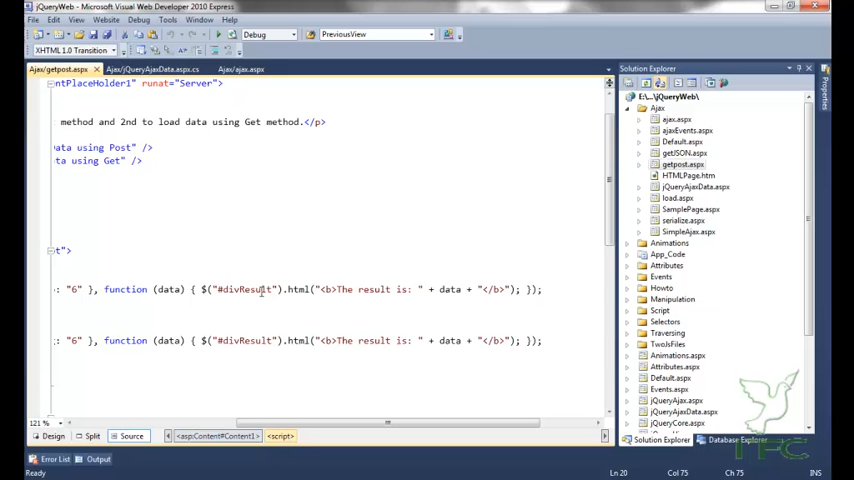 jQueryWeb - Microsoft Visual Web Developer 2010 Express
File Edit View Website Debug Tools Window Help
Debug PreviousView
XHTML 1.0 Transition
Ajax/getpost.aspx Ajax/jQueryAjaxData.aspx.cs Ajax/ajax.aspx
ntPlaceHolder1" runat="Server">
method and 2nd to load data using Get method.</p>
Data using Post" />
ta using Get" />
t">
: "6" }, function (data) { $("#divResult").html("<b>The result is: " + data + "</b>"); });
: "6" }, function (data) { $("#divResult").html("<b>The result is: " + data + "</b>"); });
121 %
Design Split Source <asp:Content#Content1> <script>
Error List Output
Ready Ln 20 Col 75 Ch 75 INS
Solution Explorer
E:\...\jQueryWeb\
Ajax
ajax.aspx
ajaxEvents.aspx
Default.aspx
getJSON.aspx
getpost.aspx
HTMLPage.htm
jQueryAjaxData.aspx
load.aspx
SamplePage.aspx
serialize.aspx
SimpleAjax.aspx
Animations
App_Code
Attributes
Events
Howto
Miscellaneous
Script
Selectors
Traversing
TwoJsFiles
Animations.aspx
Attributes.aspx
Default.aspx
Events.aspx
jQueryAjax.aspx
jQueryAjaxData.aspx
jQueryCore.aspx
Solution Explorer Database Explorer
Properties
TFC